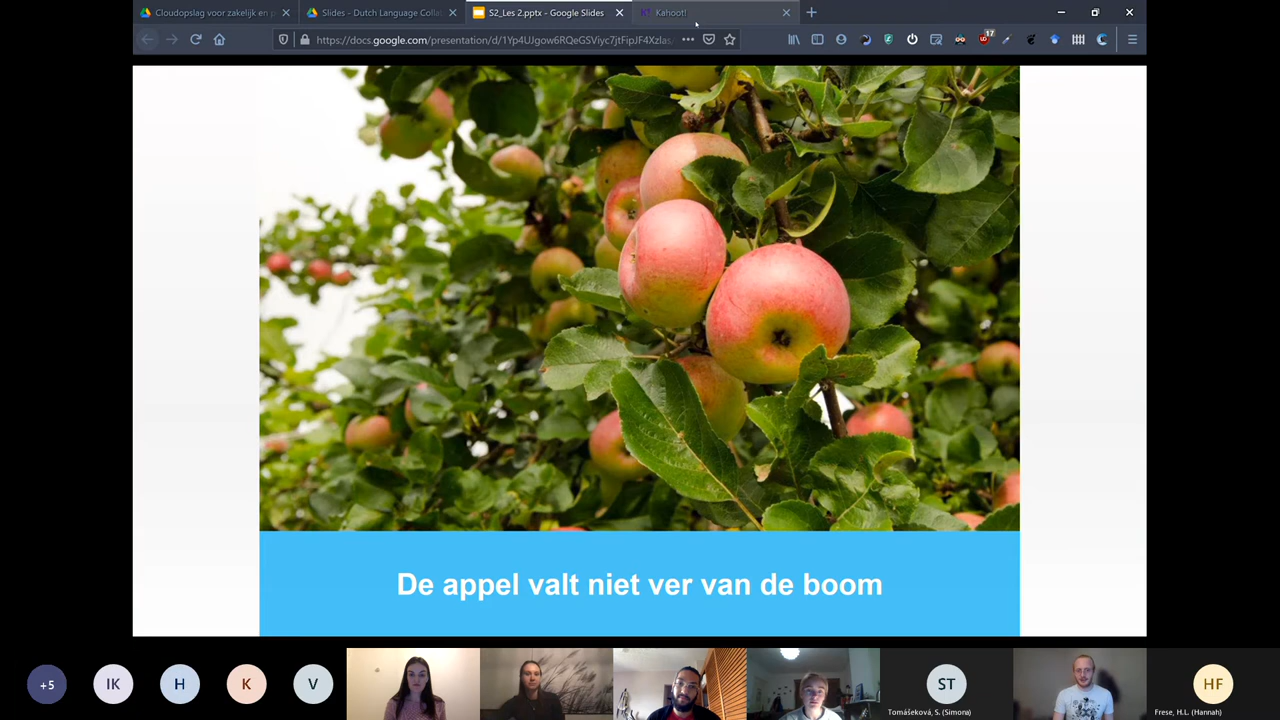 Cloudopslag voor zakelijk en p
Slides - Dutch Language Colla
S2_Les 2.pptx - Google Slides
K! Kahoot!
https://docs.google.com/presentation/d/1Yp4UJgow6RQeGSViyc7jtFipJF4Xzlas
17
De appel valt niet ver van de boom
+5
IK
H
K
V
ST
HF
Tomášeková, S. (Simona)
Frese, H.L. (Hannah)